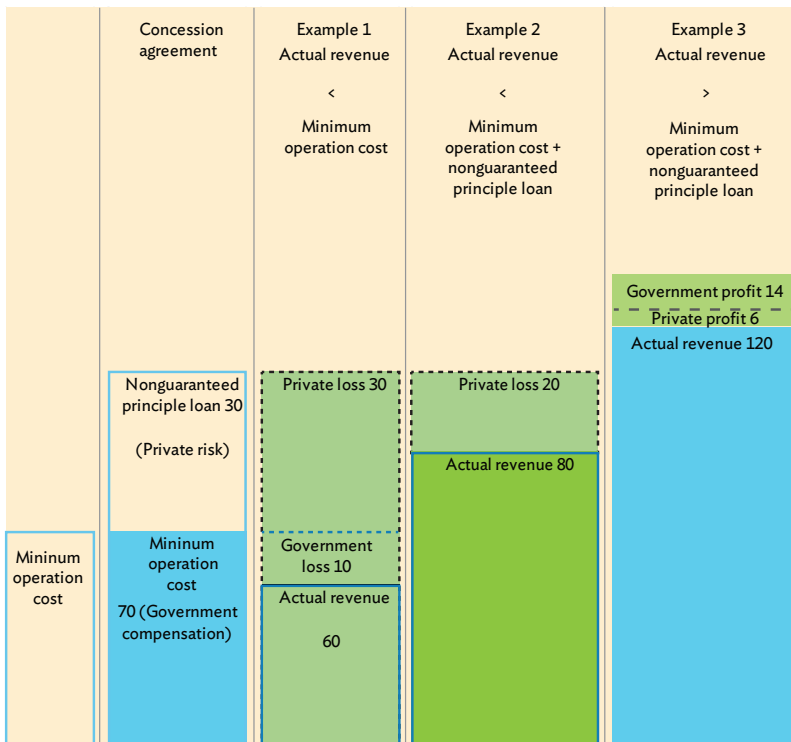 Concession
agreement
Example 1
Actual revenue
<
Minimum
operation cost
Example 2
Actual revenue
<
Minimum
operation cost +
nonguaranteed
principle loan
Example 3
Actual revenue
>
Minimum
operation cost +
nonguaranteed
principle loan
Government profit 14
Private profit 6
Actual revenue 120
Nonguaranteed
principle loan 30
(Private risk)
Private loss 30
Private loss 20
Actual revenue 80
Mininum
operation
cost
Mininum
operation
cost
70 (Government
compensation)
Government
loss 10
Actual revenue
60